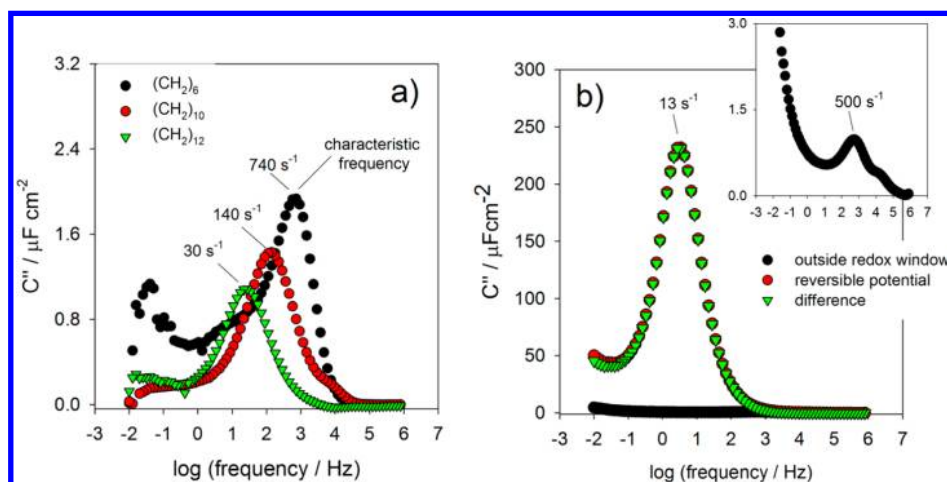 a)
(CH2)6
(CH2)10
(CH2)12
characteristic
frequency
740 s-1
140 s-1
30 s-1
C'' / μF cm-2
3.2
2.4
1.6
0.8
0.0
-3 -2 -1 0 1 2 3 4 5 6 7
log (frequency / Hz)
b)
13 s-1
C'' / μFcm-2
300
250
200
150
100
50
0
-3 -2 -1 0 1 2 3 4 5 6 7
log (frequency / Hz)
3.0
1.5
0.0
500 s-1
-3 -2 -1 0 1 2 3 4 5 6 7
outside redox window
reversible potential
difference